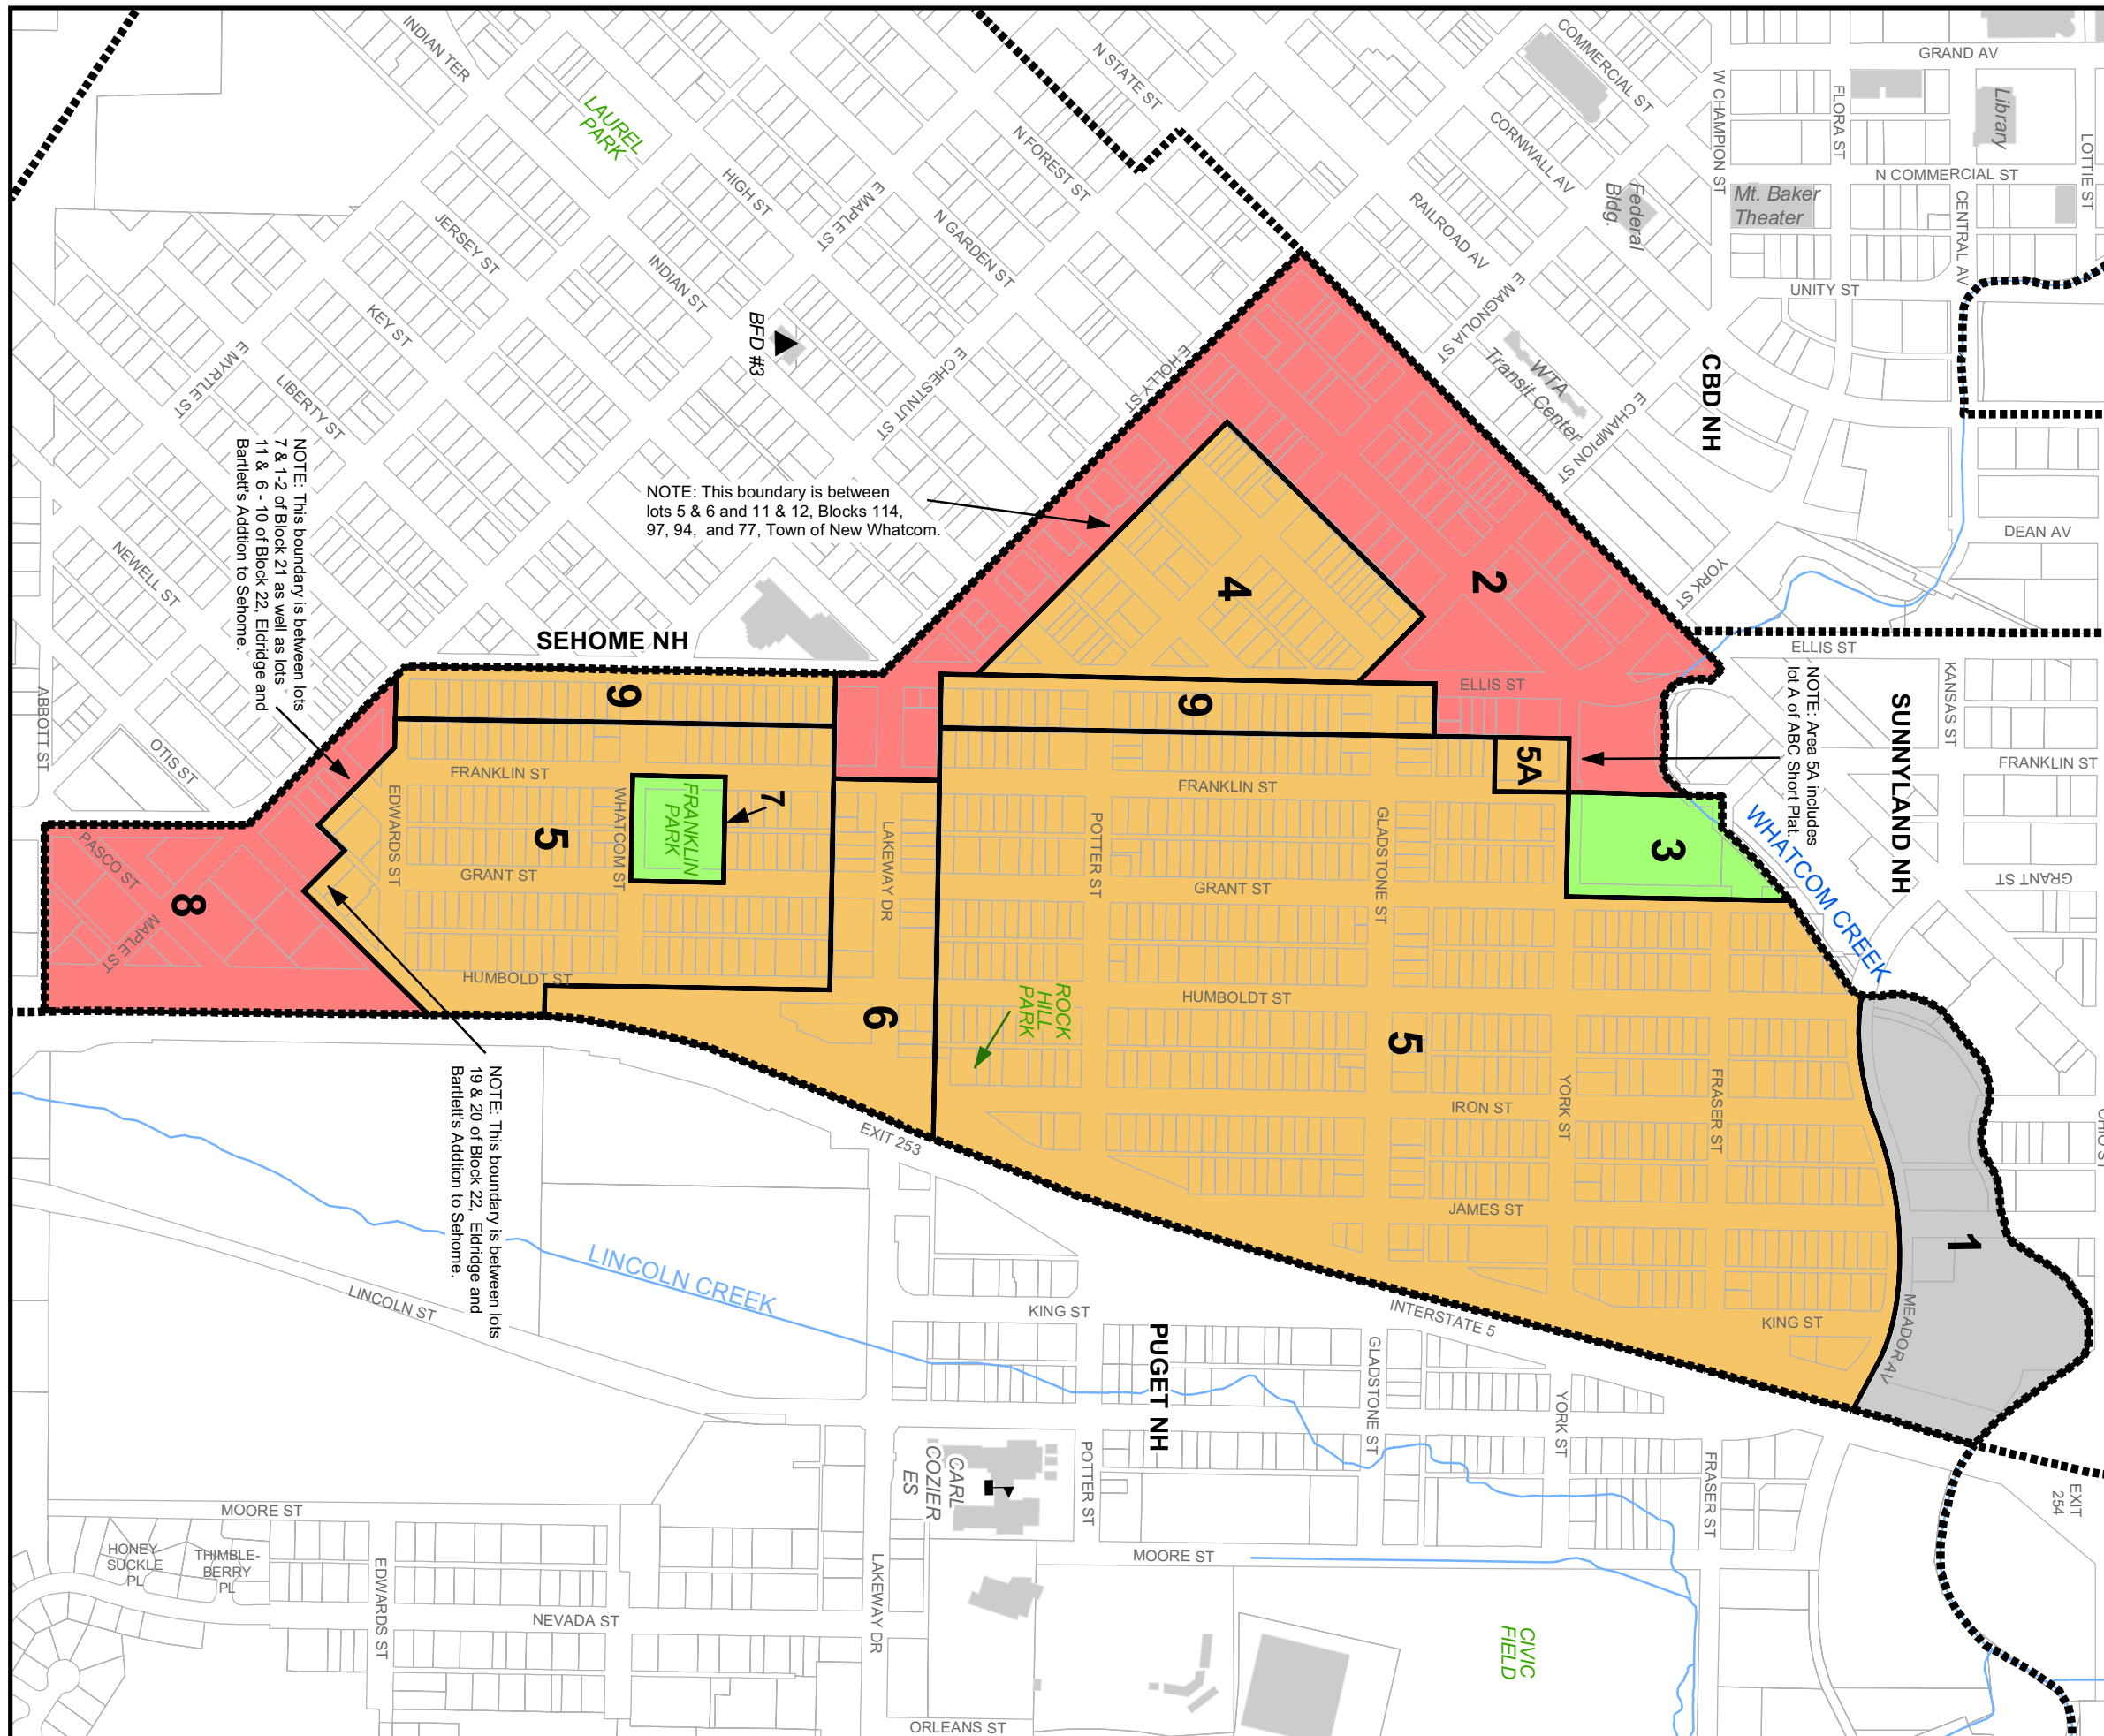 GRAND AV
COMMERCIAL ST
N STATE ST
INDIAN TER
W CHAMPION ST
FLORA ST
Library
LOTTIE ST
LAUREL
PARK
N FOREST ST
CORNWALL AV
Federal
Bldg.
Mt. Baker
Theater
N COMMERCIAL ST
CENTRAL AV
HIGH ST
E MAPLE ST
N GARDEN ST
RAILROAD AV
JERSEY ST
INDIAN ST
E MAGNOLIA ST
UNITY ST
KEY ST
BFD #3
E CHESTNUT ST
E HOLLY ST
WTA
Transit Center
E CHAMPION ST
CBD NH
E MYRTLE ST
LIBERTY ST
NOTE: This boundary is between lots
7 & 1-2 of Block 21 as well as lots
11 & 6 - 10 of Block 22, Eldridge and
Bartlett's Addtion to Sehome.
NOTE: This boundary is between
lots 5 & 6 and 11 & 12, Blocks 114,
97, 94, and 77, Town of New Whatcom.
NEWELL ST
4
2
YORK ST
DEAN AV
SEHOME NH
ELLIS ST
ELLIS ST
KANSAS ST
NOTE: Area 5A includes
lot A of ABC Short Plat.
SUNNYLAND NH
ABBOTT ST
OTIS ST
9
9
5A
FRANKLIN ST
FRANKLIN ST
FRANKLIN ST
EDWARDS ST
WHATCOM ST
FRANKLIN
PARK
7
LAKEWAY DR
POTTER ST
GLADSTONE ST
3
WHATCOM CREEK
PASCO ST
MAPLE ST
8
5
GRANT ST
GRANT ST
GRANT ST
HUMBOLDT ST
HUMBOLDT ST
6
ROCK
HILL
PARK
5
YORK ST
FRASER ST
IRON ST
OHIO ST
NOTE: This boundary is between lots
19 & 20 of Block 22, Eldridge and
Bartlett's Addtion to Sehome.
EXIT 253
JAMES ST
1
MEADOR AV
LINCOLN CREEK
LINCOLN ST
KING ST
INTERSTATE 5
KING ST
PUGET NH
GLADSTONE ST
YORK ST
FRASER ST
CARL
COZIER
ES
POTTER ST
EXIT
254
MOORE ST
MOORE ST
HONEY-
SUCKLE
PL
THIMBLE-
BERRY
PL
EDWARDS ST
LAKEWAY DR
NEVADA ST
CIVIC
FIELD
ORLEANS ST